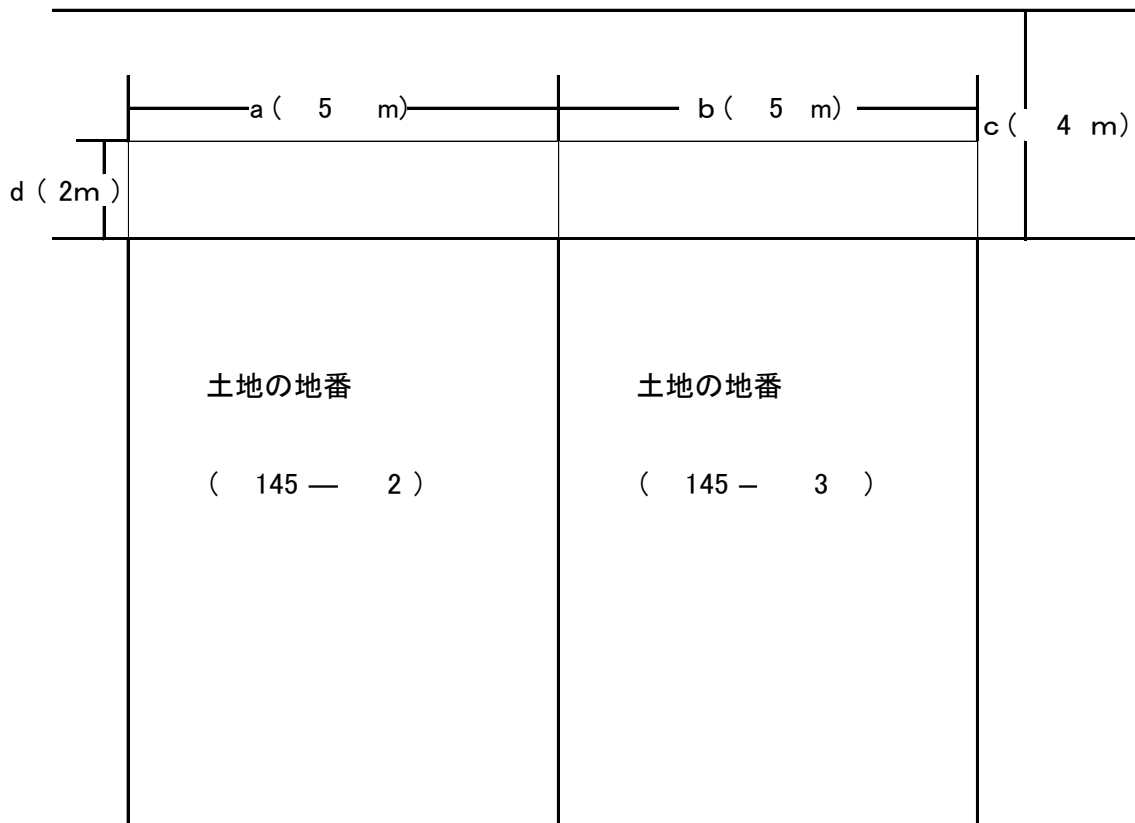 a ( 5 m)
b ( 5 m)
c ( 4 m)
d ( 2m )
土地の地番
土地の地番
( 145 ― 2 )
( 145 − 3 )